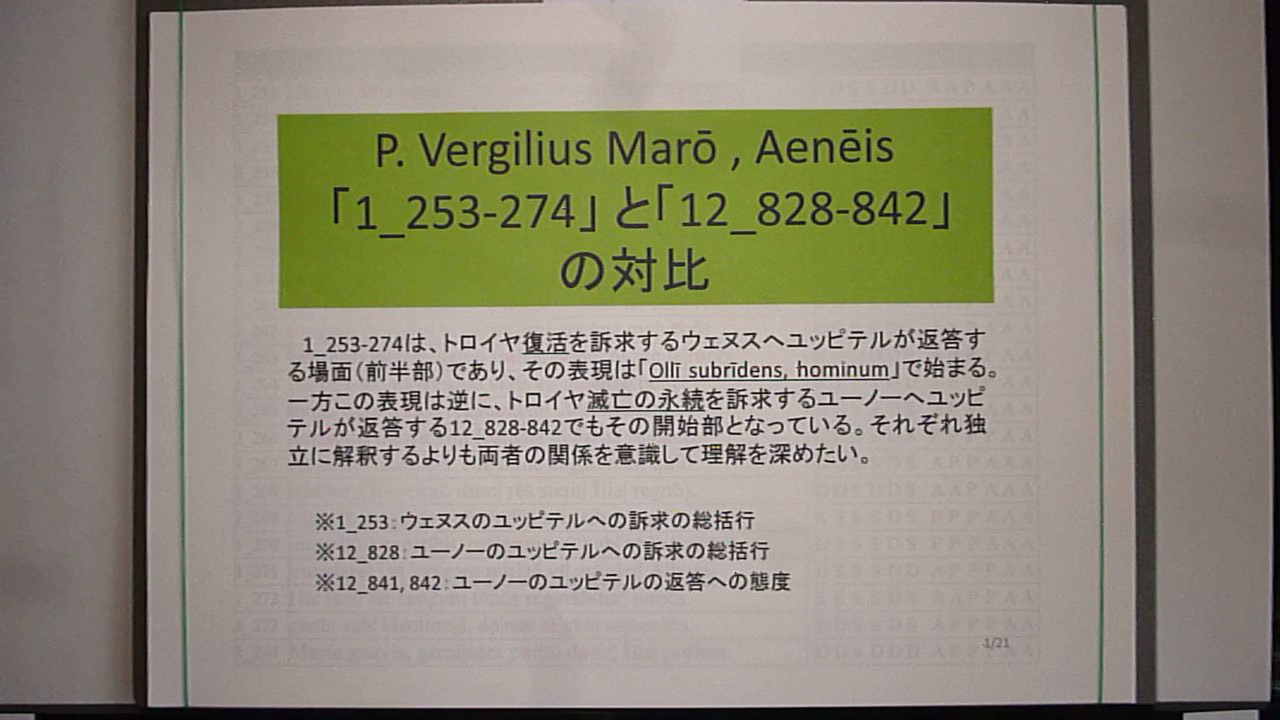 P. Vergilius Marō , Aenēis
「1_253-274」 と「12_828-842」
の対比
1_253-274は、トロイヤ復活を訴求するウェヌスへユッピテルが返答す
る場面（前半部）であり、その表現は「Ollī subrīdens, hominum」で始まる。
一方この表現は逆に、トロイヤ滅亡の永続を訴求するユーノーへユッピ
テルが返答する12_828-842でもその開始部となっている。それぞれ独
立に解釈するよりも両者の関係を意識して理解を深めたい。
※1_253：ウェヌスのユッピテルへの訴求の総括行
※12_828：ユーノーのユッピテルへの訴求の総括行
※12_841, 842：ユーノーのユッピテルの返答への態度
1/21